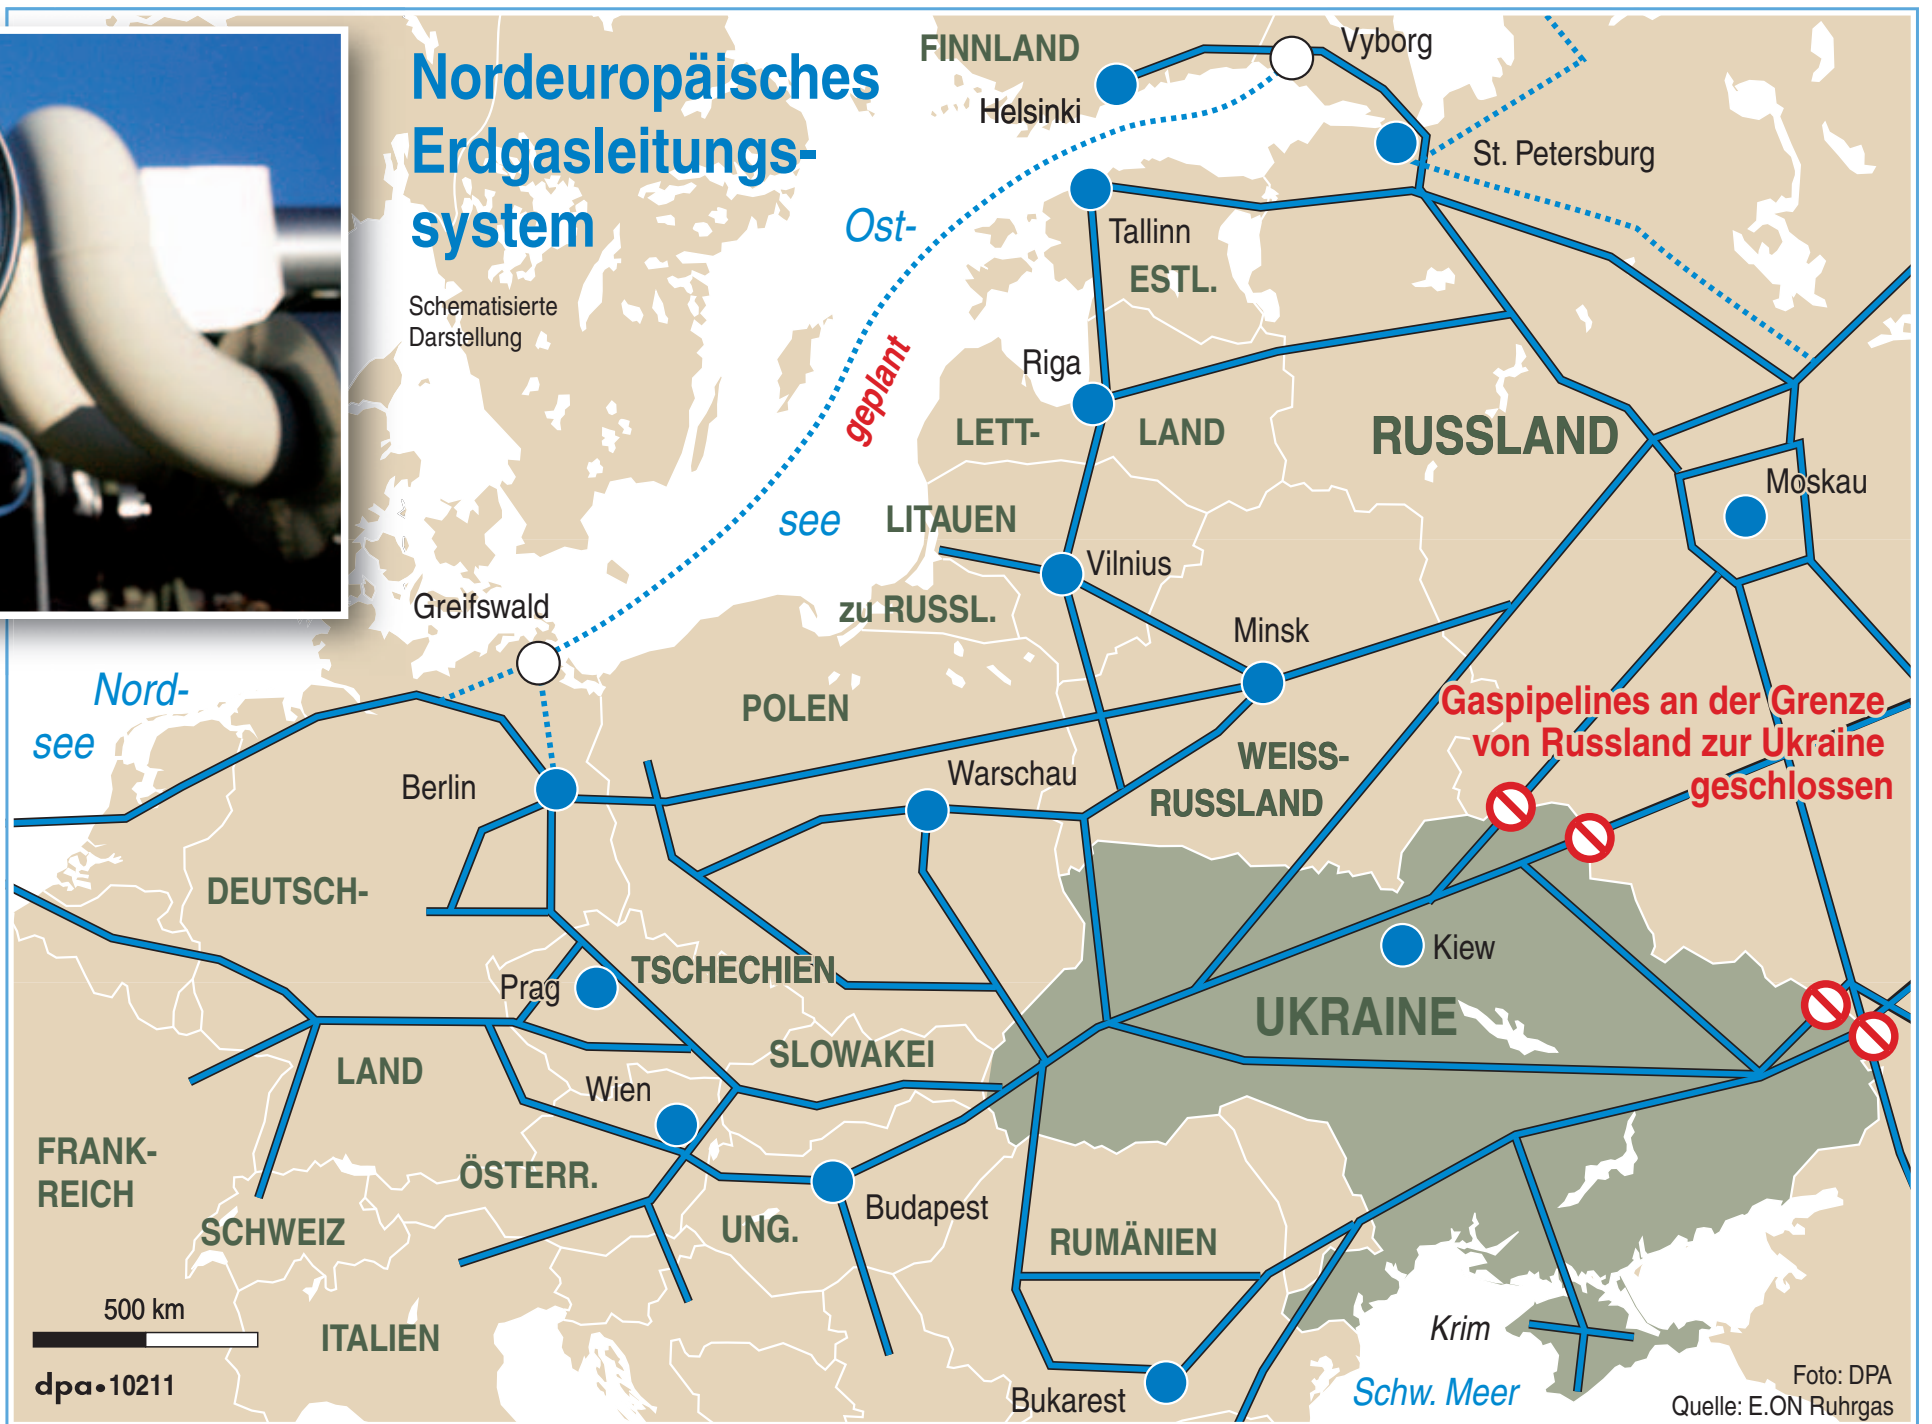 Nordeuropäisches
Erdgasleitungs-
system
Schematisierte
Darstellung
FINNLAND
Vyborg
Helsinki
St. Petersburg
Ost-
Tallinn
ESTL.
geplant
Riga
LETT-
LAND
RUSSLAND
Moskau
see
LITAUEN
Vilnius
zu RUSSL.
Greifswald
Minsk
Nord-
see
POLEN
Gaspipelines an der Grenze
von Russland zur Ukraine
geschlossen
WEISS-
RUSSLAND
Berlin
Warschau
DEUTSCH-
Kiew
Prag
TSCHECHIEN
UKRAINE
LAND
SLOWAKEI
Wien
FRANK-
REICH
ÖSTERR.
Budapest
SCHWEIZ
UNG.
RUMÄNIEN
500 km
ITALIEN
Krim
dpa•10211
Bukarest
Schw. Meer
Foto: DPA
Quelle: E.ON Ruhrgas